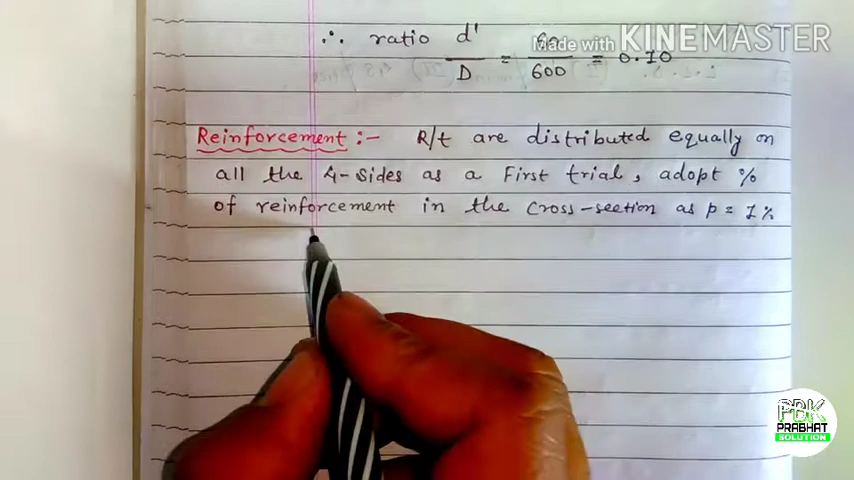 ∴ ratio d'/D = 60/600 = 0.10
Made with KINEMASTER
Reinforcement :- R/t are distributed equally on
all the 4-Sides as a First trial, adopt %
of reinforcement in the cross-section as p = 1%
PBK
PRABHAT
SOLUTION